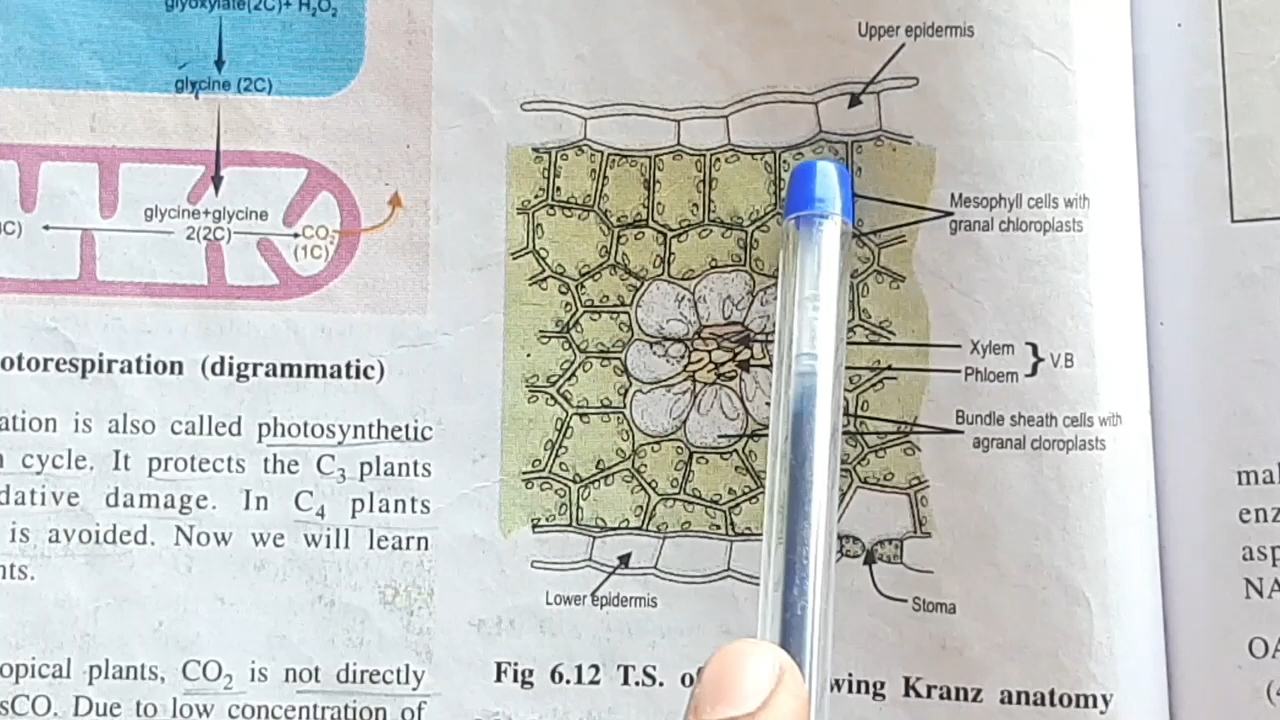 glyoxylate(2C)+ H₂O₂
glycine (2C)
glycine+glycine
2(2C)
CO₂
(1C)
C)
otorespiration (digrammatic)
ation is also called photosynthetic
cycle. It protects the C₃ plants
dative damage. In C₄ plants
is avoided. Now we will learn
nts.
opical plants, CO₂ is not directly
sCO. Due to low concentration of
Upper epidermis
Mesophyll cells with
granal chloroplasts
Xylem
Phloem
} V.B
Bundle sheath cells with
agranal cloroplasts
Lower epidermis
Stoma
Fig 6.12 T.S. of wing Kranz anatomy
mal
enz
asp
NA
OA